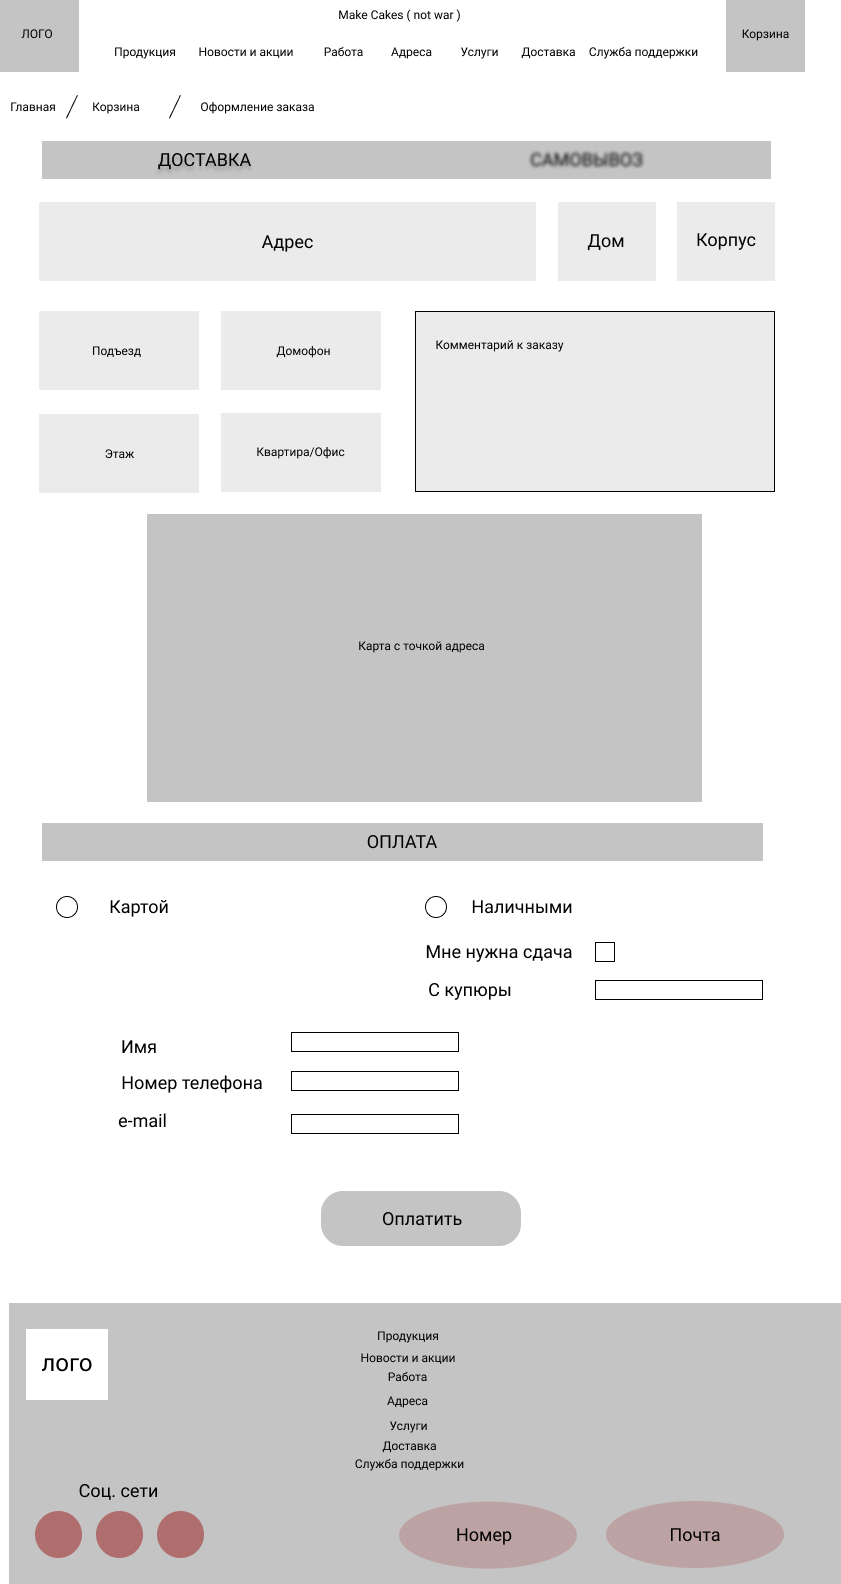 Make Cakes ( not war )
ЛОГО
Корзина
Продукция Новости и акции Работа Адреса Услуги Доставка Служба поддержки
Главная / Корзина / Оформление заказа
ДОСТАВКА САМОВЫВОЗ
Адрес Дом Корпус
Подъезд Домофон
Комментарий к заказу
Этаж Квартира/Офис
Карта с точкой адреса
ОПЛАТА
Картой Наличными
Мне нужна сдача
С купюры
Имя
Номер телефона
e-mail
Оплатить
ЛОГО
Продукция
Новости и акции
Работа
Адреса
Услуги
Доставка
Служба поддержки
Соц. сети
Номер Почта